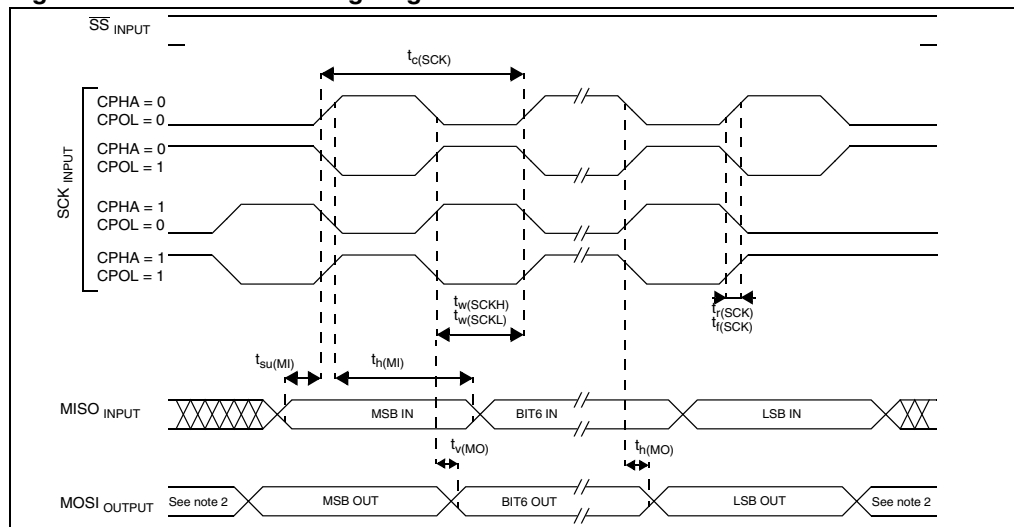 SS INPUT
tc(SCK)
CPHA = 0
CPOL = 0
CPHA = 0
CPOL = 1
SCK INPUT
CPHA = 1
CPOL = 0
CPHA = 1
CPOL = 1
tw(SCKH)
tw(SCKL)
tr(SCK)
tf(SCK)
tsu(MI)
th(MI)
MISO INPUT
MSB IN
BIT6 IN
LSB IN
tv(MO)
th(MO)
MOSI OUTPUT
See note 2
MSB OUT
BIT6 OUT
LSB OUT
See note 2